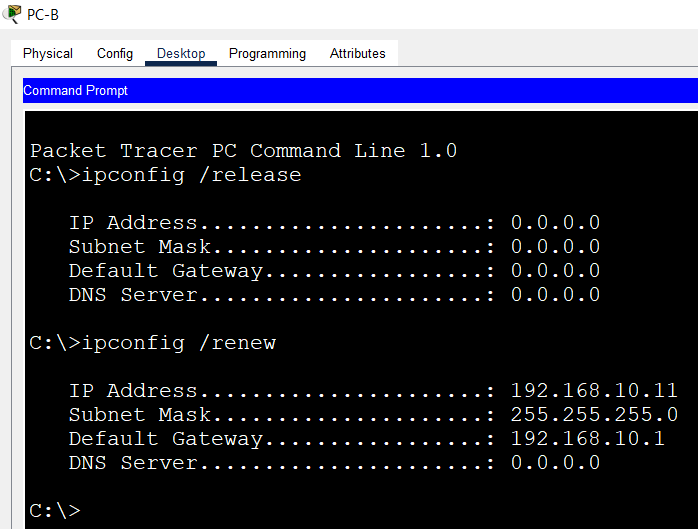 PC-B
Physical Config Desktop Programming Attributes
Command Prompt
Packet Tracer PC Command Line 1.0
C:\>ipconfig /release
IP Address......................: 0.0.0.0
Subnet Mask.....................: 0.0.0.0
Default Gateway.................: 0.0.0.0
DNS Server......................: 0.0.0.0
C:\>ipconfig /renew
IP Address......................: 192.168.10.11
Subnet Mask.....................: 255.255.255.0
Default Gateway.................: 192.168.10.1
DNS Server......................: 0.0.0.0
C:\>